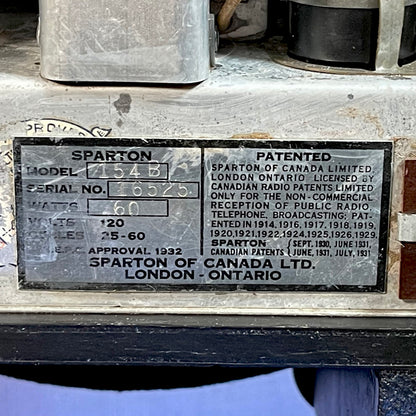 APPROVED
SPARTON
MODEL 154B
SERIAL NO. 16525
WATTS 60
VOLTS 120
25-60
APPROVAL 1932
PATENTED
SPARTON OF CANADA LIMITED,
LONDON ONTARIO LICENSED BY
CANADIAN RADIO PATENTS LIMITED
ONLY FOR THE NON-COMMERCIAL
RECEPTION OF PUBLIC RADIO
TELEPHONE, BROADCASTING; PAT-
ENTED IN 1914, 1916, 1917, 1918, 1919,
1920, 1921, 1922, 1924, 1925, 1926, 1929.
SPARTON { SEPT. 1930, JUNE 1931,
CANADIAN PATENTS { JUNE, 1931, JULY, 1931
SPARTON OF CANADA LTD.
LONDON - ONTARIO